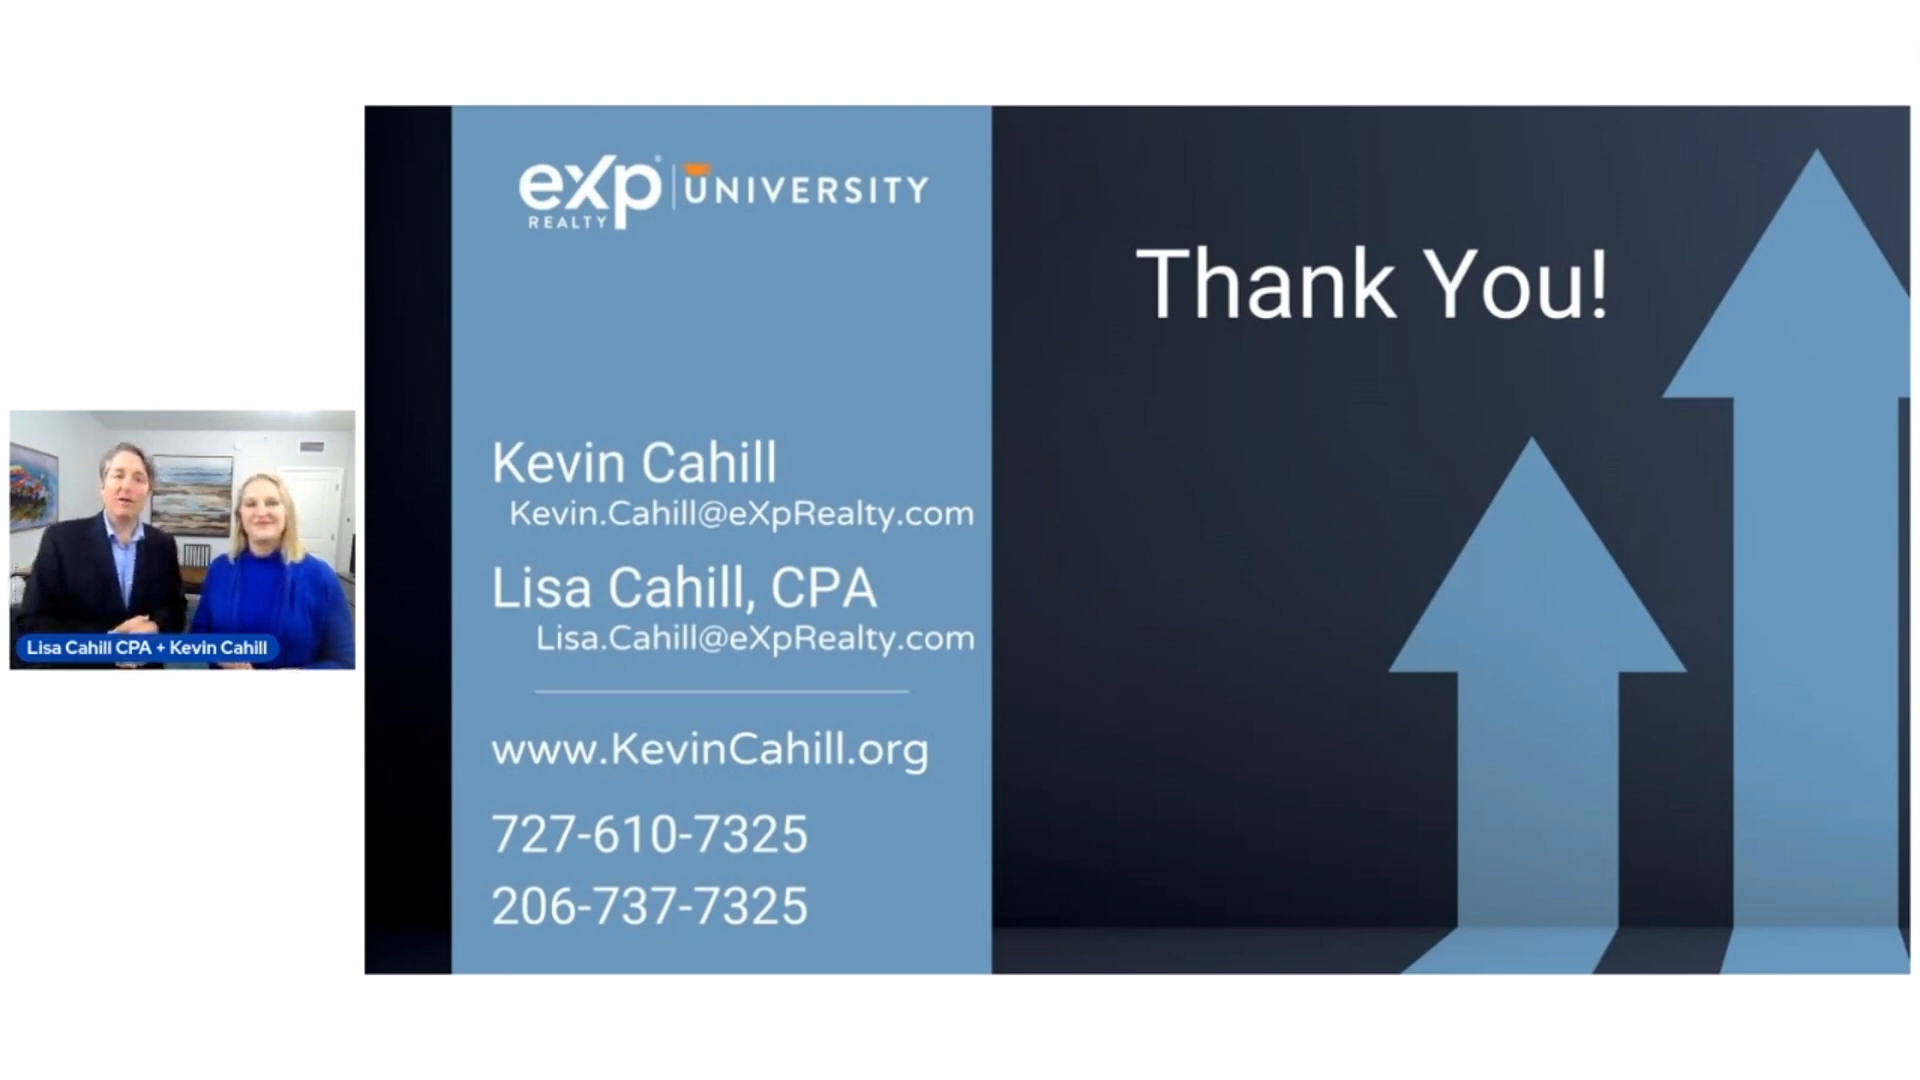 eXp REALTY | UNIVERSITY
Thank You!
Kevin Cahill
Kevin.Cahill@eXpRealty.com
Lisa Cahill, CPA
Lisa.Cahill@eXpRealty.com
www.KevinCahill.org
727-610-7325
206-737-7325
Lisa Cahill CPA + Kevin Cahill